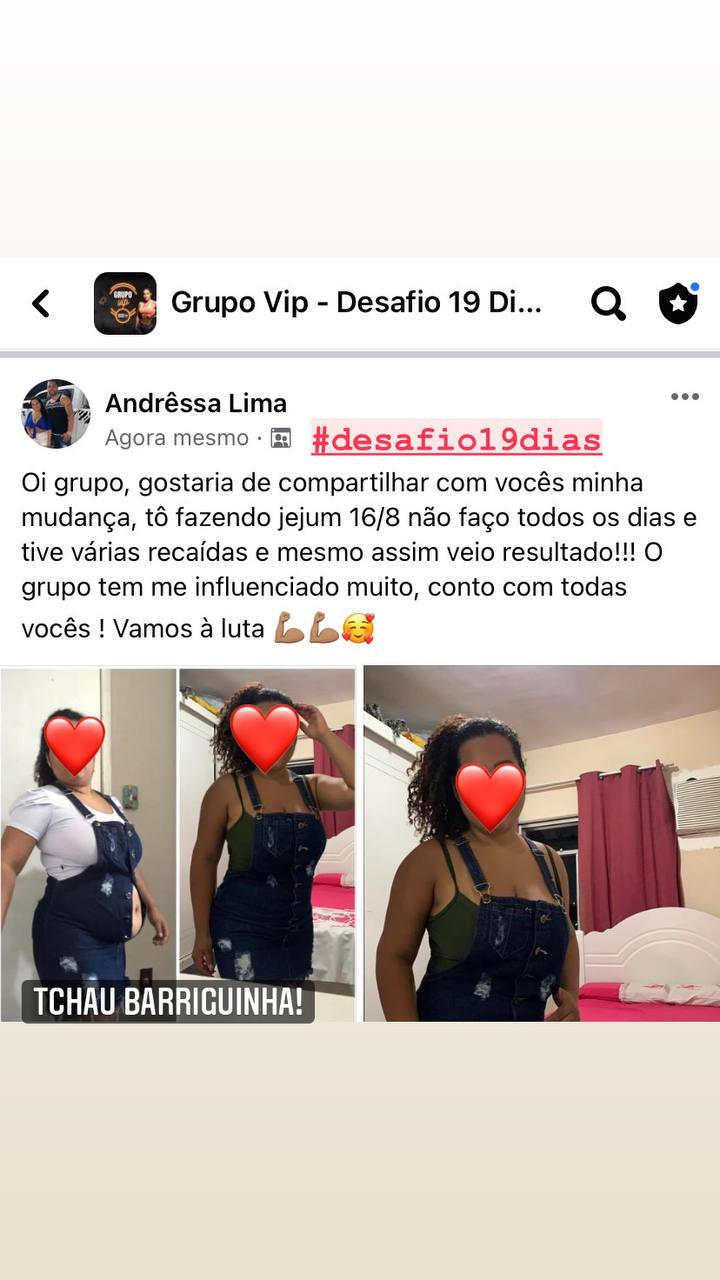 Grupo Vip - Desafio 19 Di...
GRUPO
Andrêssa Lima
Agora mesmo ·
#desafio19dias
Oi grupo, gostaria de compartilhar com vocês minha
mudança, tô fazendo jejum 16/8 não faço todos os dias e
tive várias recaídas e mesmo assim veio resultado!!! O
grupo tem me influenciado muito, conto com todas
vocês ! Vamos à luta 💪🏽💪🏽🥰
TCHAU BARRIGUINHA!